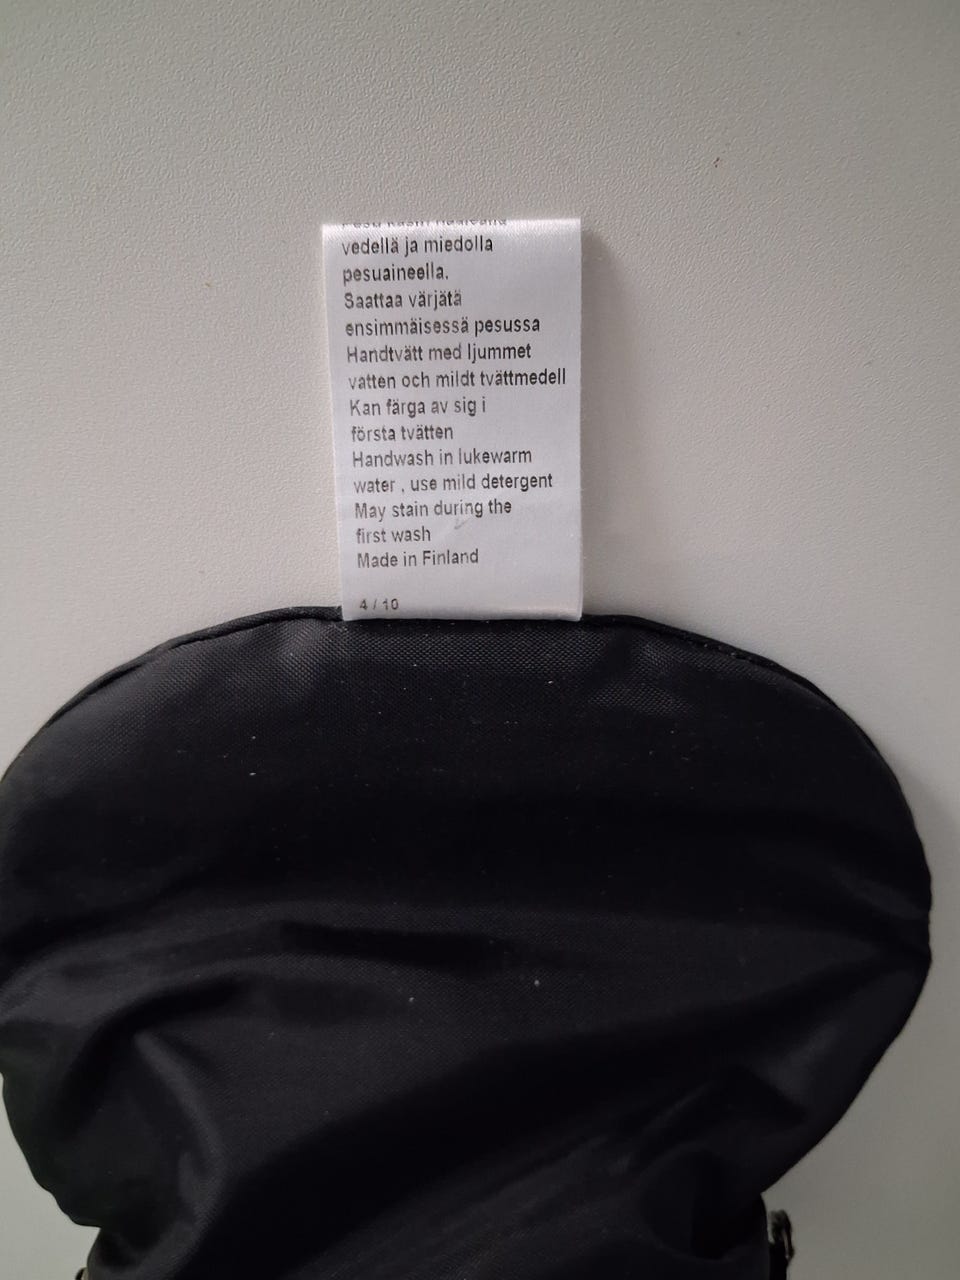 vedellä ja miedolla
pesuaineella.
Saattaa värjätä
ensimmäisessä pesussa
Handtvätt med ljummet
vatten och mildt tvättmedell
Kan färga av sig i
första tvätten
Handwash in lukewarm
water , use mild detergent
May stain during the
first wash
Made in Finland
4 / 10